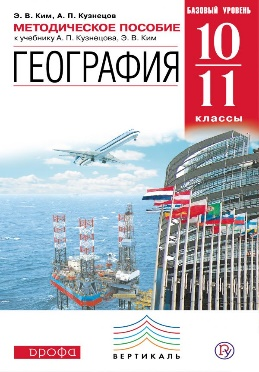 Э. В. Ким, А. П. Кузнецов
БАЗОВЫЙ УРОВЕНЬ
МЕТОДИЧЕСКОЕ ПОСОБИЕ
к учебнику А. П. Кузнецова, Э. В. Ким
ГЕОГРАФИЯ
10
11
классы
дрофа
ВЕРТИКАЛЬ